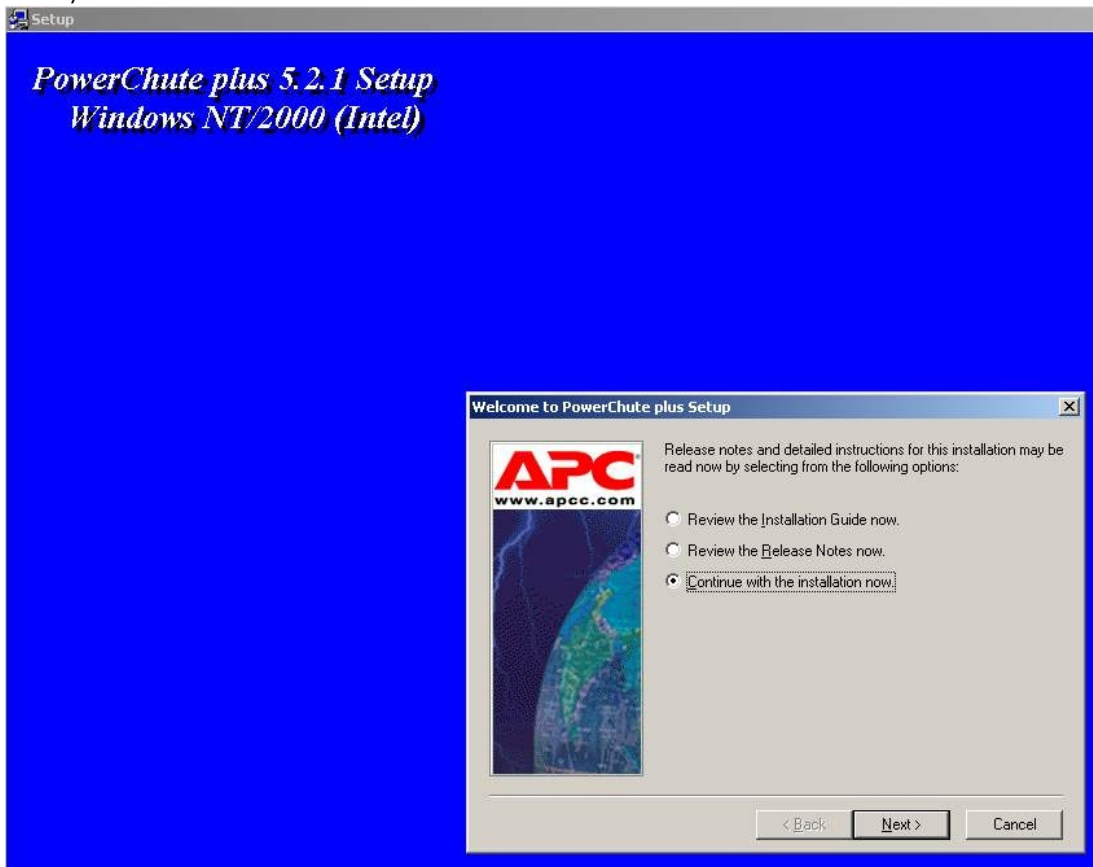 Setup
PowerChute plus 5.2.1 Setup
Windows NT/2000 (Intel)
Welcome to PowerChute plus Setup
APC
www.apcc.com
Release notes and detailed instructions for this installation may be
read now by selecting from the following options:
Review the Installation Guide now.
Review the Release Notes now.
Continue with the installation now.
< Back
Next >
Cancel